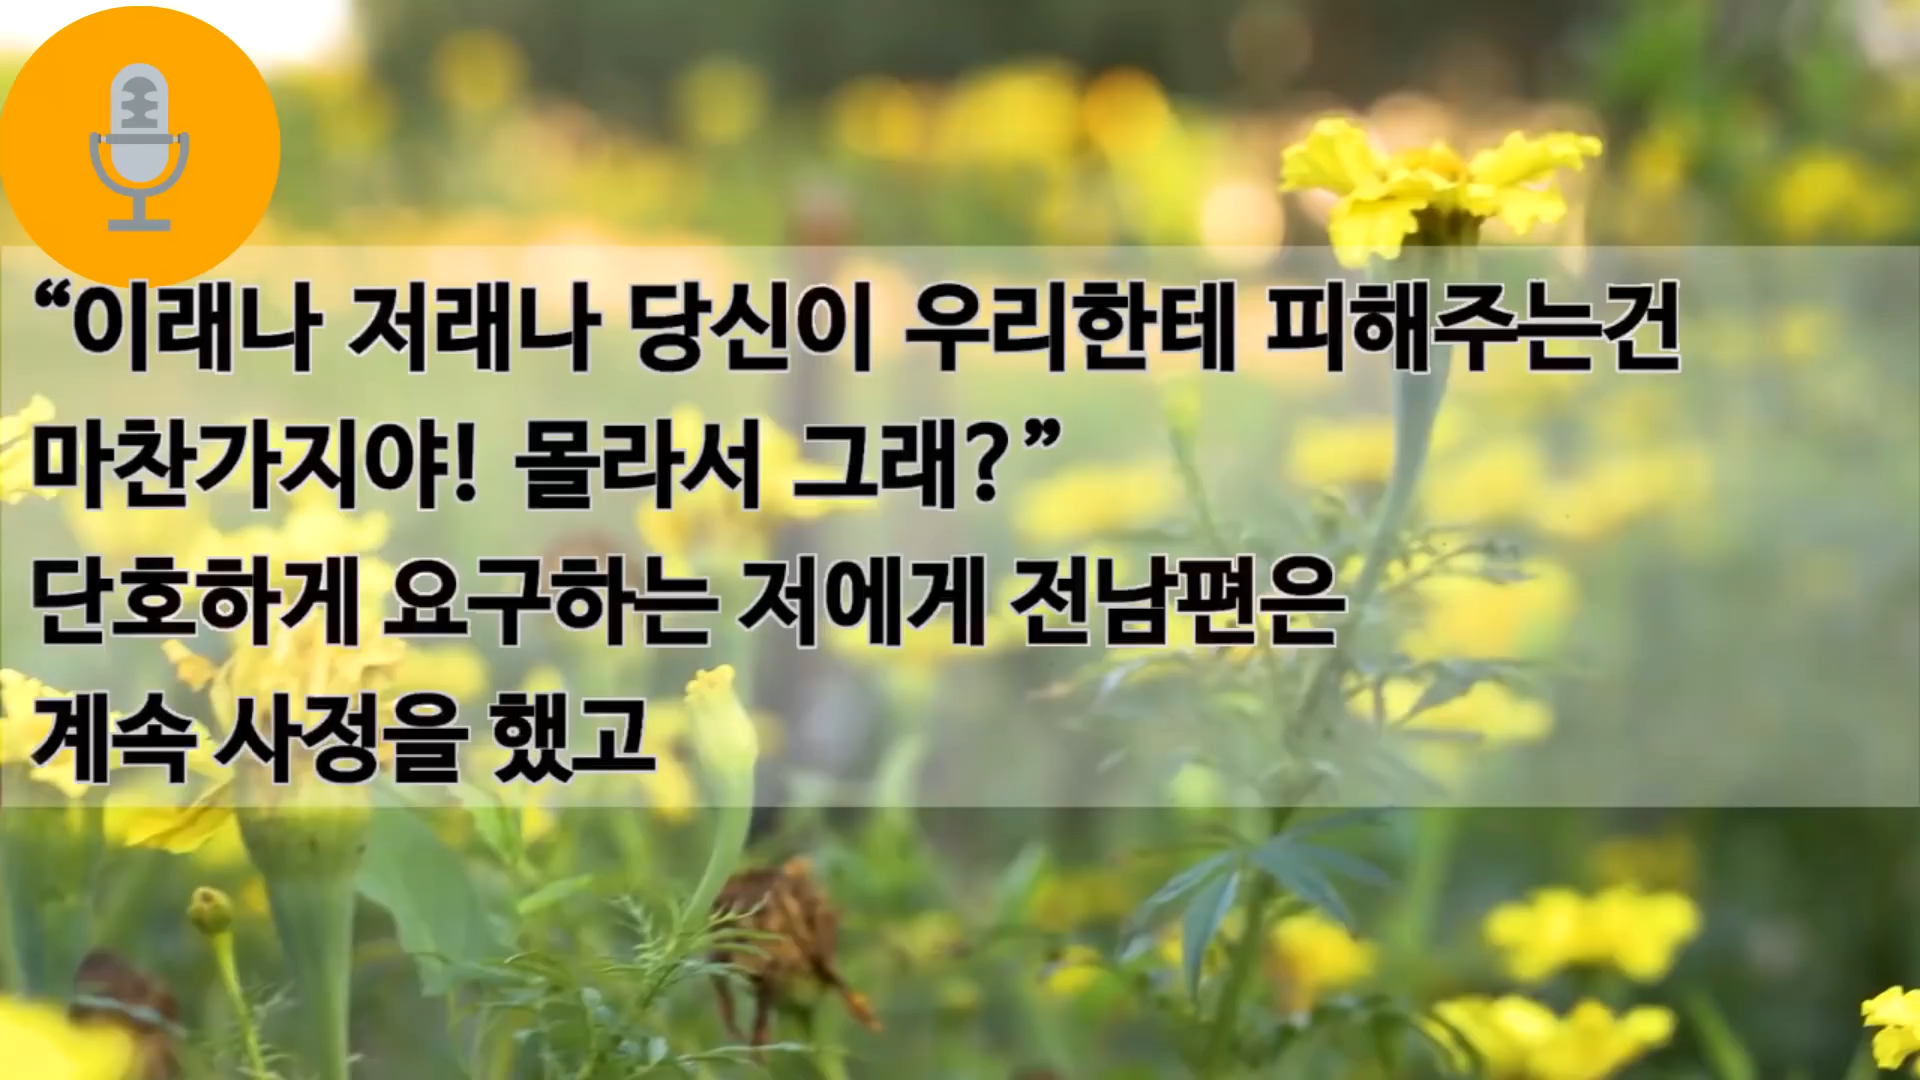 “이래나 저래나 당신이 우리한테 피해주는건
마찬가지야! 몰라서 그래?”
단호하게 요구하는 저에게 전남편은
계속 사정을 했고